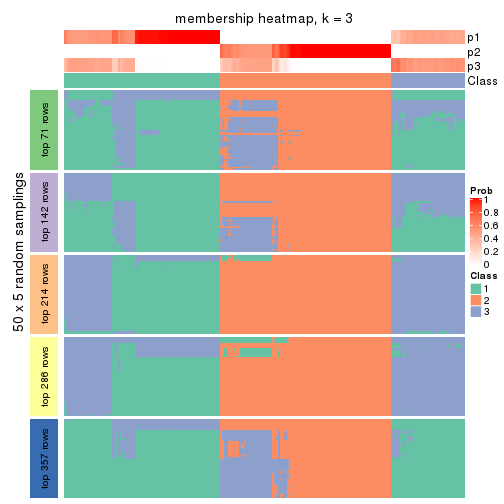 membership heatmap, k = 3
p1
p2
p3
Class
50 x 5 random samplings
top 71 rows
top 142 rows
top 214 rows
top 286 rows
top 357 rows
Prob
1
0.8
0.6
0.4
0.2
0
Class
1
2
3